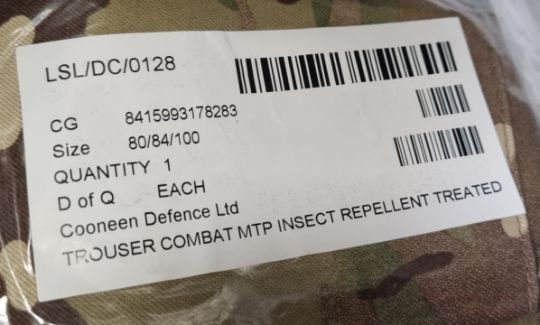 LSL/DC/0128
CG 8415993178283
Size 80/84/100
QUANTITY 1
D of Q EACH
Cooneen Defence Ltd
TROUSER COMBAT MTP INSECT REPELLENT TREATED